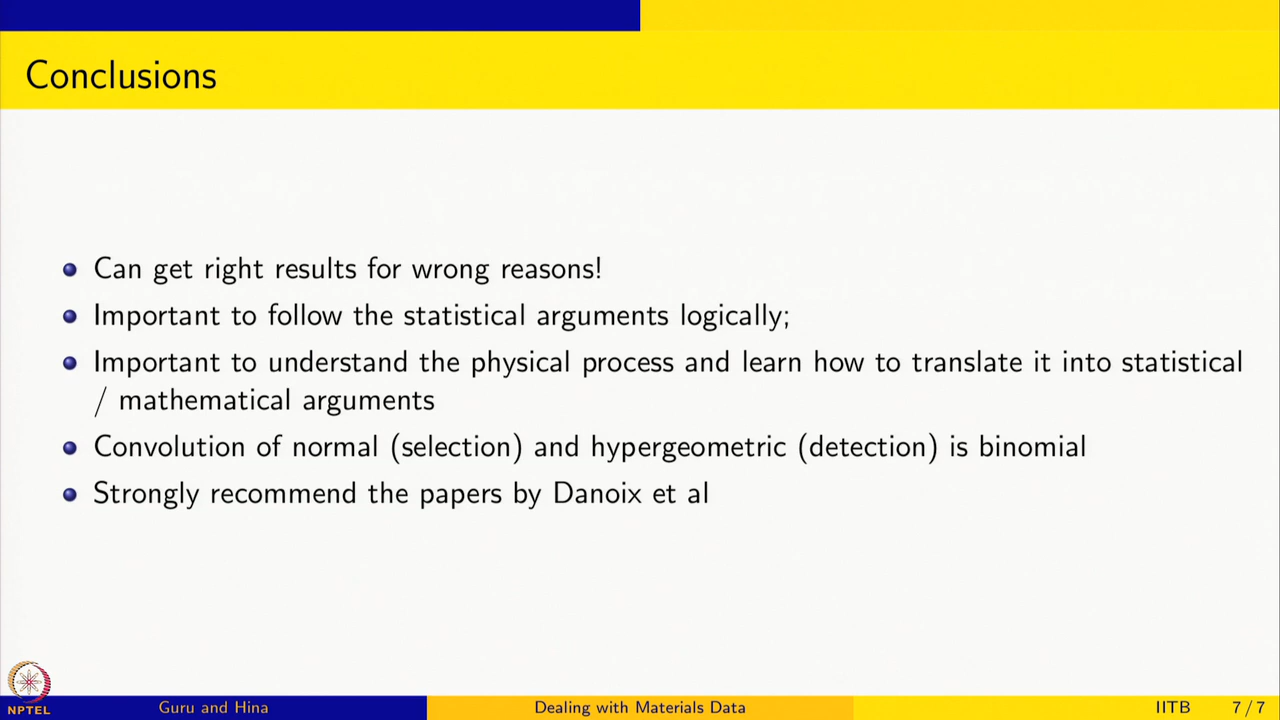 Conclusions
Can get right results for wrong reasons!
Important to follow the statistical arguments logically;
Important to understand the physical process and learn how to translate it into statistical
/ mathematical arguments
Convolution of normal (selection) and hypergeometric (detection) is binomial
Strongly recommend the papers by Danoix et al
NPTEL
Guru and Hina
Dealing with Materials Data
IITB
7 / 7